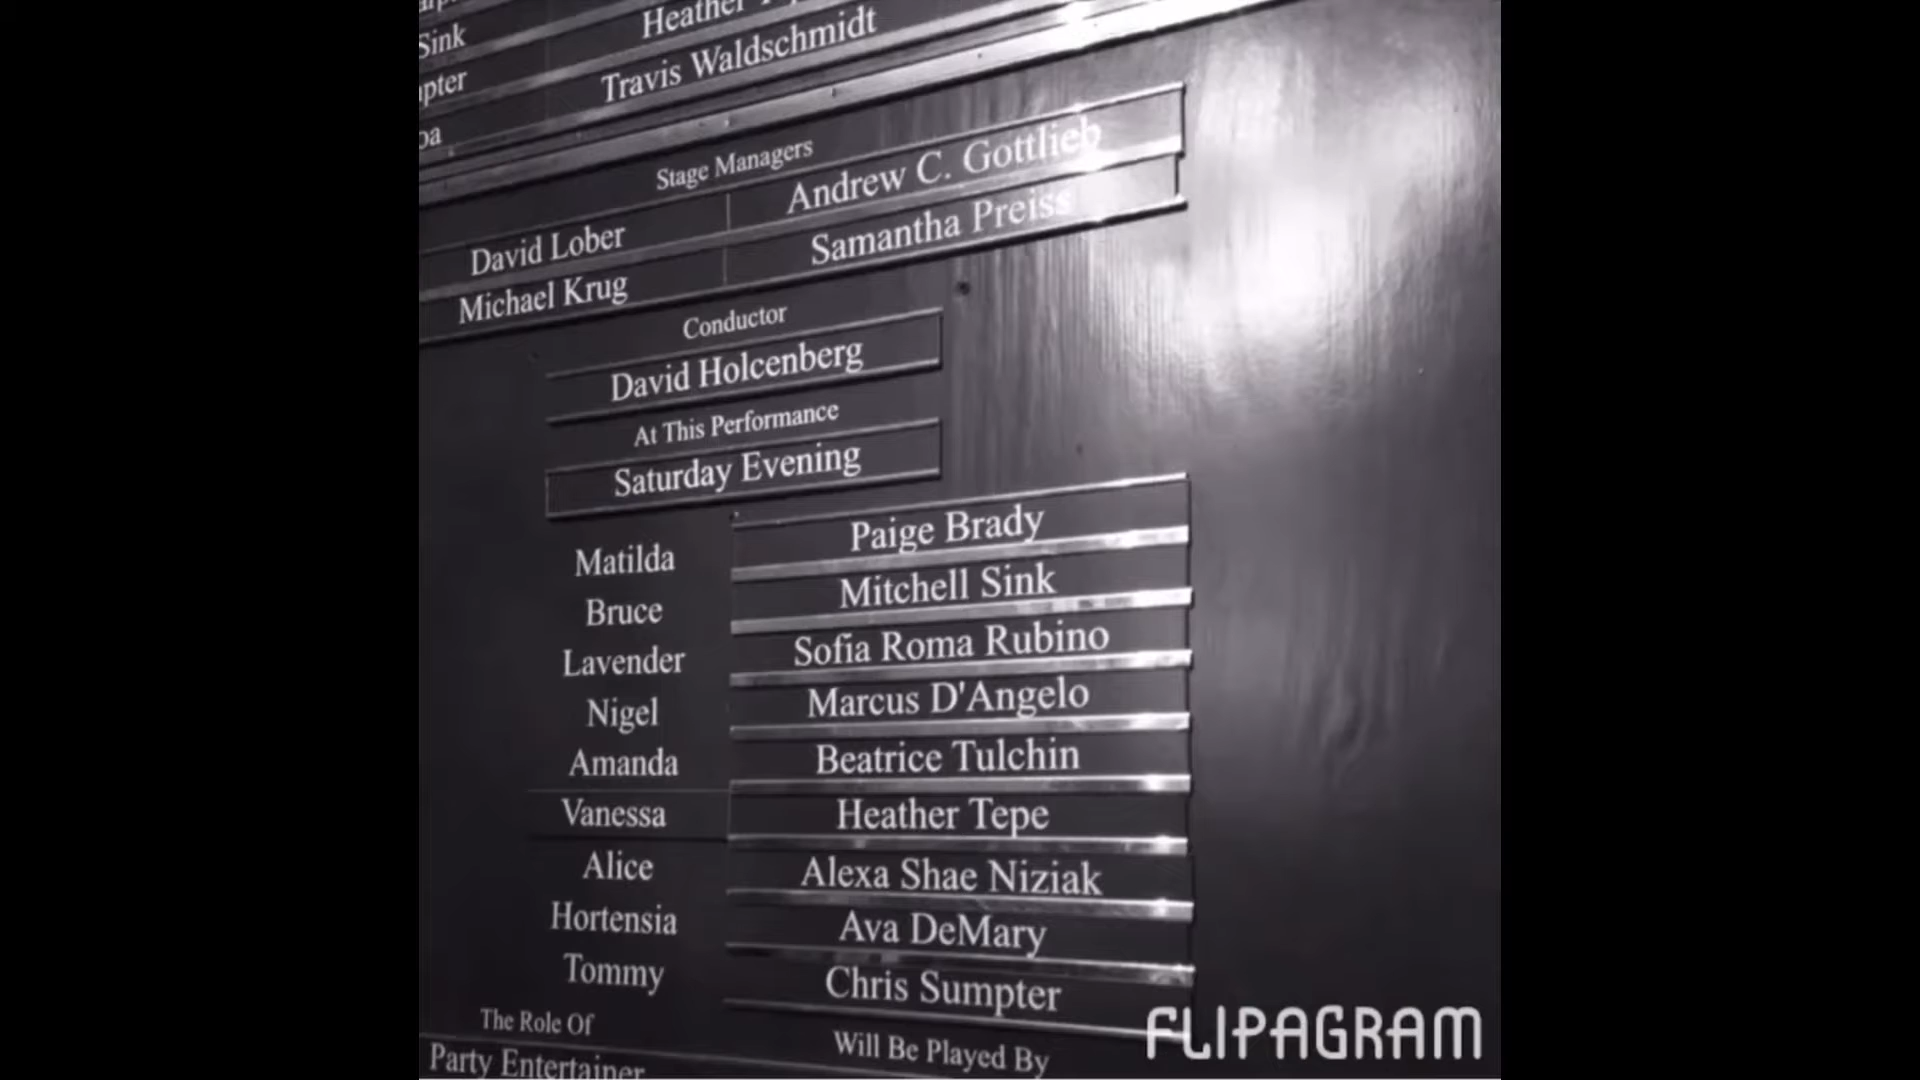 Sink
Heather
Travis Waldschmidt
Stage Managers
David Lober Andrew C. Gottlieb
Michael Krug Samantha Preiss
Conductor
David Holcenberg
At This Performance
Saturday Evening
Matilda Paige Brady
Bruce Mitchell Sink
Lavender Sofia Roma Rubino
Nigel Marcus D'Angelo
Amanda Beatrice Tulchin
Vanessa Heather Tepe
Alice Alexa Shae Niziak
Hortensia Ava DeMary
Tommy Chris Sumpter
The Role Of Will Be Played By
Party Entertainer
FLIPAGRAM